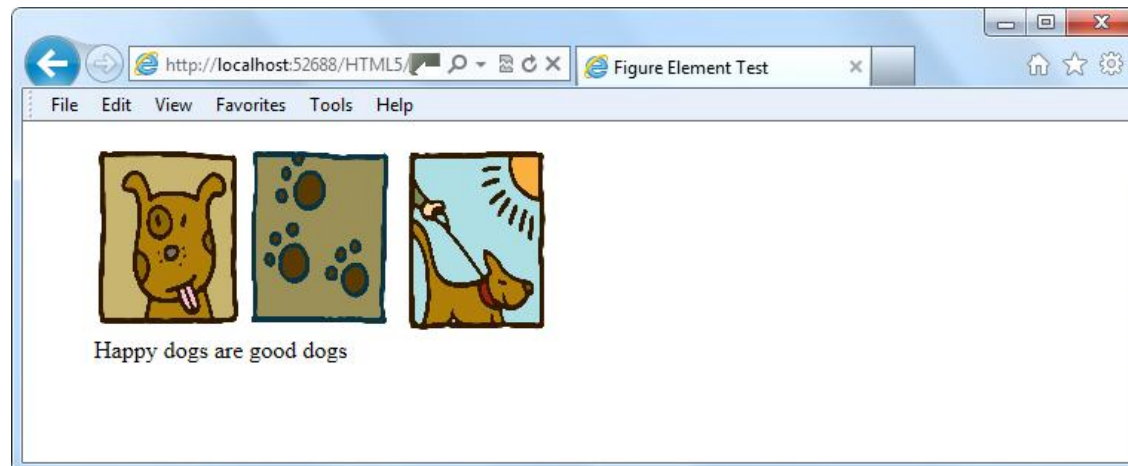 http://localhost:52688/HTML5/
Figure Element Test
File Edit View Favorites Tools Help
Happy dogs are good dogs